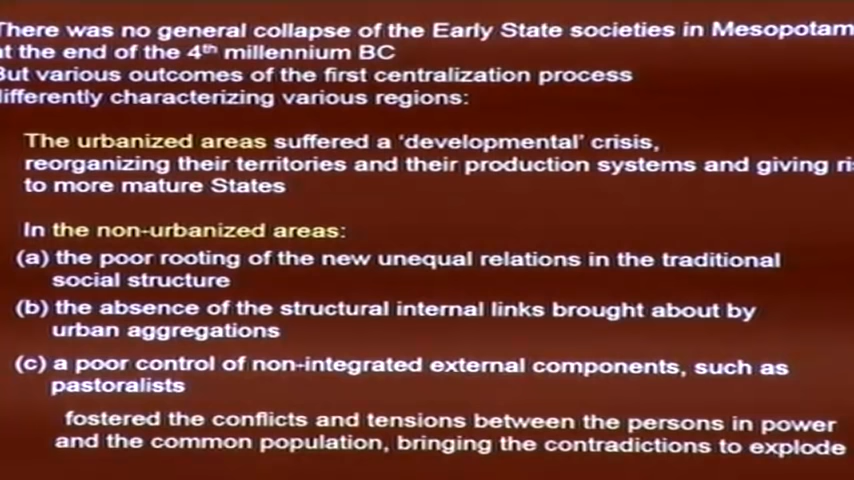 There was no general collapse of the Early State societies in Mesopotam
at the end of the 4th millennium BC
But various outcomes of the first centralization process
differently characterizing various regions:
The urbanized areas suffered a 'developmental' crisis,
reorganizing their territories and their production systems and giving ri
to more mature States
In the non-urbanized areas:
(a) the poor rooting of the new unequal relations in the traditional
social structure
(b) the absence of the structural internal links brought about by
urban aggregations
(c) a poor control of non-integrated external components, such as
pastoralists
fostered the conflicts and tensions between the persons in power
and the common population, bringing the contradictions to explode